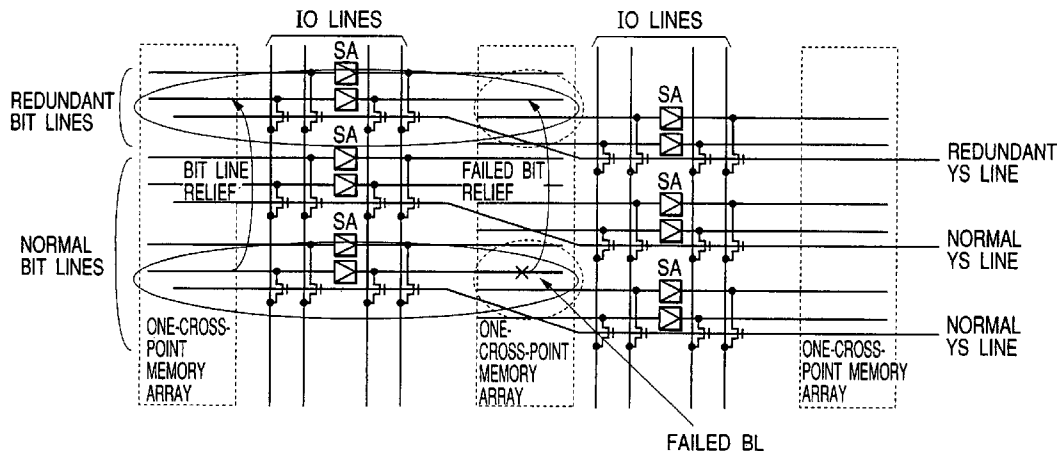 IO LINES
IO LINES
SA
SA
REDUNDANT
BIT LINES
SA
SA
REDUNDANT
YS LINE
BIT LINE
RELIEF
FAILED BIT
RELIEF
SA
SA
NORMAL
BIT LINES
NORMAL
YS LINE
ONE-CROSS-
POINT
MEMORY
ARRAY
ONE-
CROSS-POINT
MEMORY
ARRAY
ONE-CROSS-
POINT MEMORY
ARRAY
NORMAL
YS LINE
FAILED BL